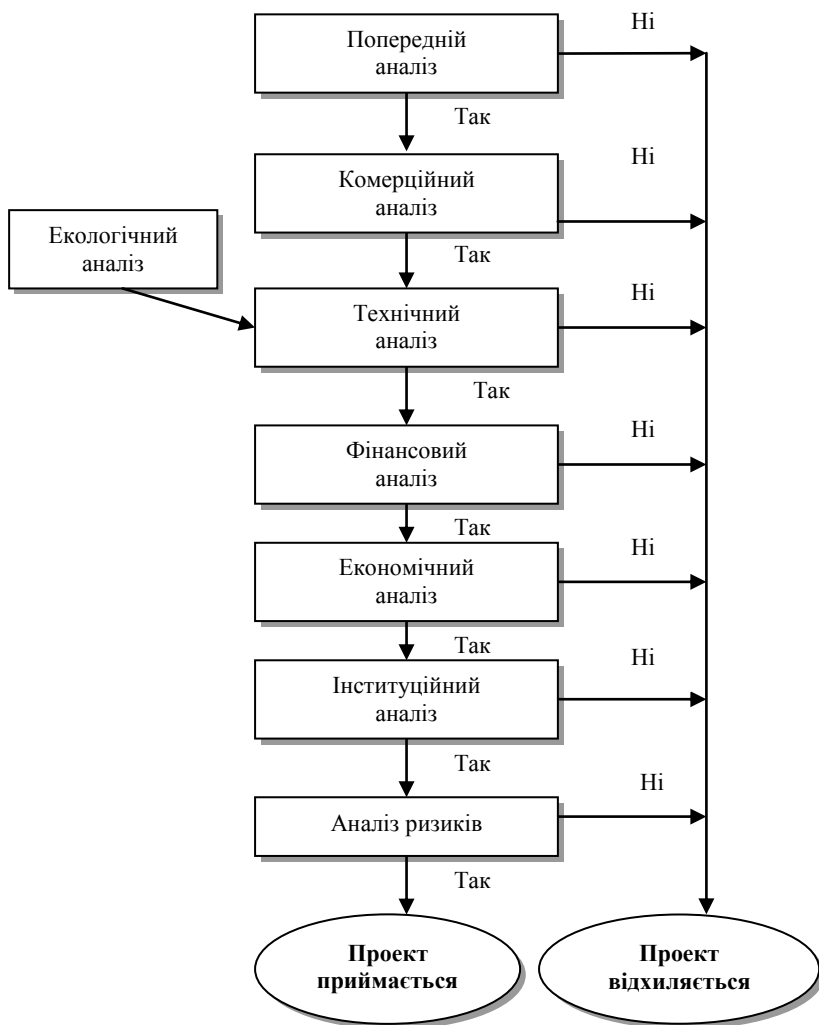 Попередній
аналіз
Ні
Так
Комерційний
аналіз
Ні
Екологічний
аналіз
Так
Технічний
аналіз
Ні
Так
Фінансовий
аналіз
Ні
Так
Економічний
аналіз
Ні
Так
Інституційний
аналіз
Ні
Так
Аналіз ризиків
Ні
Так
Проект
приймається
Проект
відхиляється